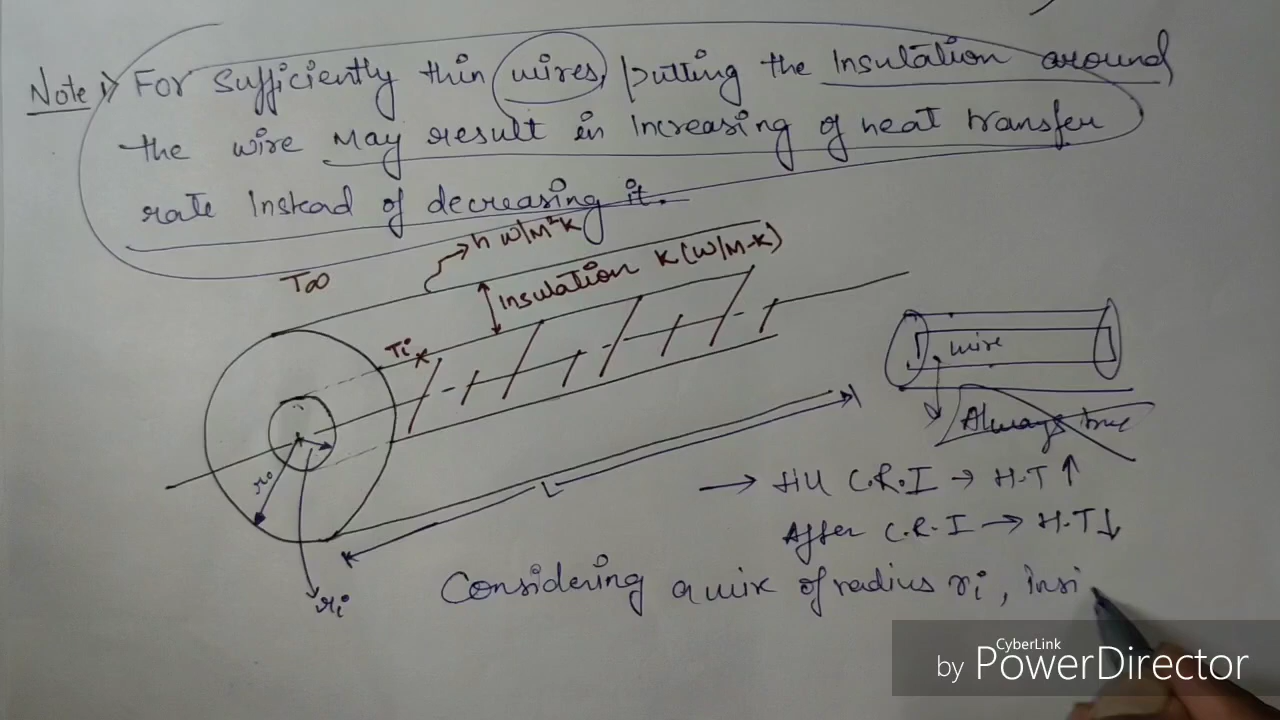 Note 1) For Sufficiently thin wires, putting the Insulation around
the wire May result in Increasing of heat transfer
rate Instead of decreasing it.
h W/M²K
T∞
Insulation K (W/M-K)
Ti
wire
Always true
ro
L
→ till C.R.I → H.T ↑
After C.R.I → H.T ↓
Considering a wire of radius ri, insi
ri
CyberLink
by PowerDirector